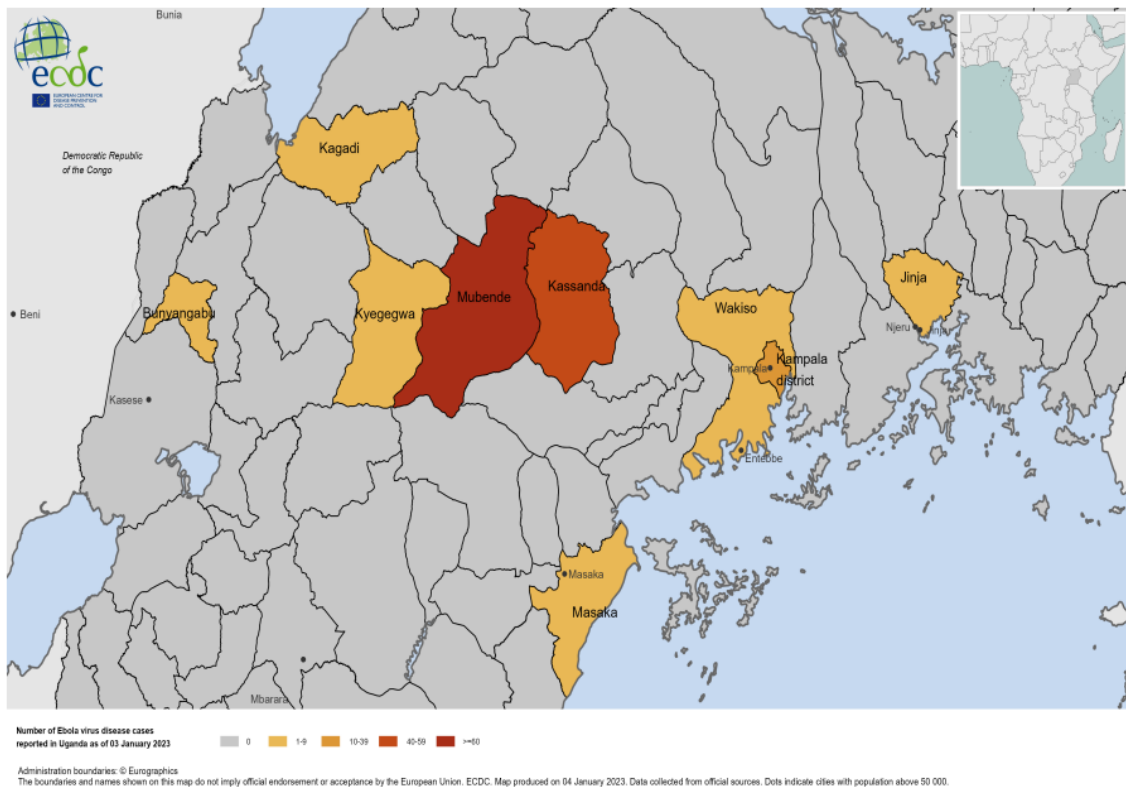 Bunia
ecdc
EUROPEAN CENTRE FOR
DISEASE PREVENTION
AND CONTROL
Democratic Republic
of the Congo
Kagadi
Beni
Bunyangabu
Kyegegwa
Mubende
Kassanda
Wakiso
Jinja
Njeru
Jinja
Kampala
Kampala
district
Kasese
Entebbe
Masaka
Masaka
Mbarara
Number of Ebola virus disease cases
reported in Uganda as of 03 January 2023
0
1-9
10-39
40-59
>=60
Administration boundaries: © Eurographics
The boundaries and names shown on this map do not imply official endorsement or acceptance by the European Union. ECDC. Map produced on 04 January 2023. Data collected from official sources. Dots indicate cities with population above 50 000.